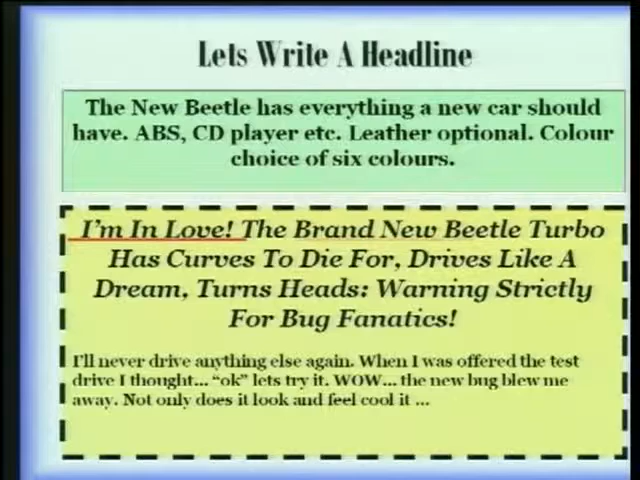 Lets Write A Headline
The New Beetle has everything a new car should
have. ABS, CD player etc. Leather optional. Colour
choice of six colours.
I'm In Love! The Brand New Beetle Turbo
Has Curves To Die For, Drives Like A
Dream, Turns Heads: Warning Strictly
For Bug Fanatics!
I'll never drive anything else again. When I was offered the test
drive I thought... "ok" lets try it. WOW... the new bug blew me
away. Not only does it look and feel cool it ...